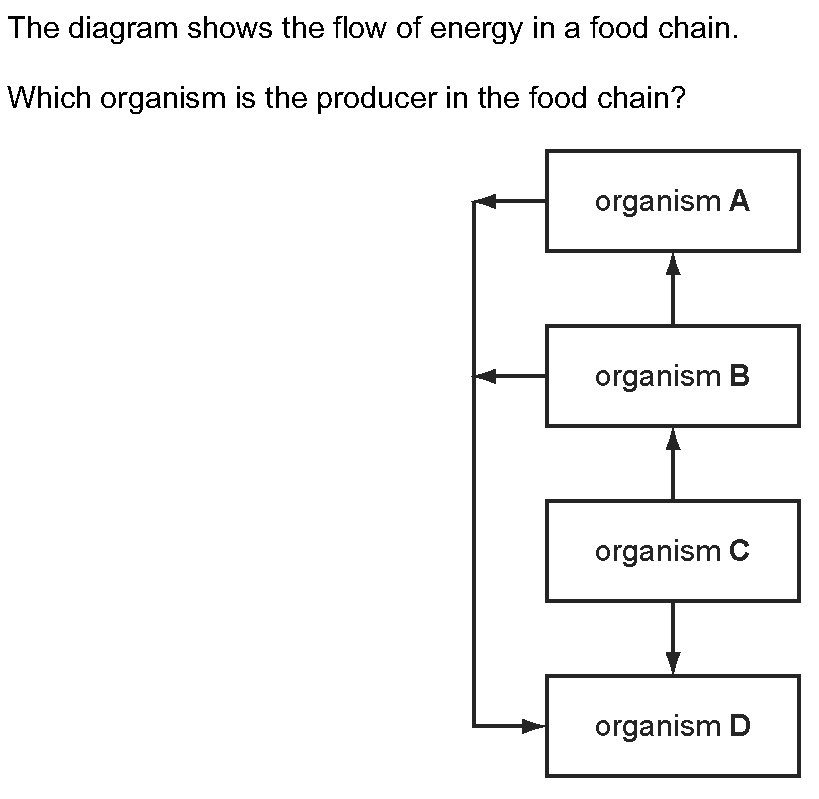 The diagram shows the flow of energy in a food chain.
Which organism is the producer in the food chain?
organism A
organism B
organism C
organism D